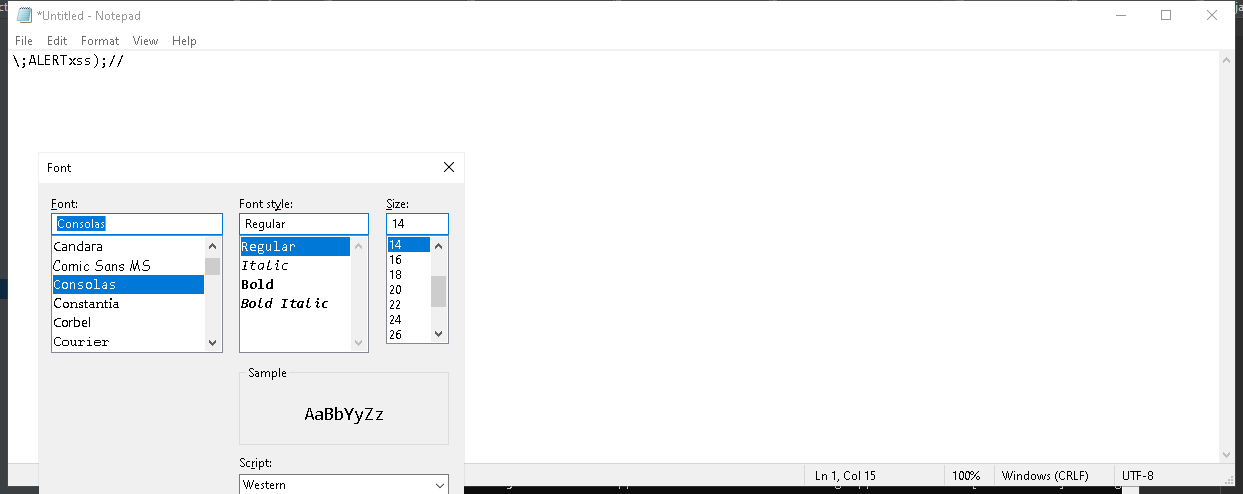 *Untitled - Notepad
File Edit Format View Help
\;ALERTxss);//
Font
Font: Font style: Size:
Consolas Regular 14
Candara Regular 14
Comic Sans MS Italic 16
Consolas Bold 18
Constantia Bold Italic 20
Corbel 22
Courier 24
26
Sample
AaBbYyZz
Script:
Western
Ln 1, Col 15 100% Windows (CRLF) UTF-8